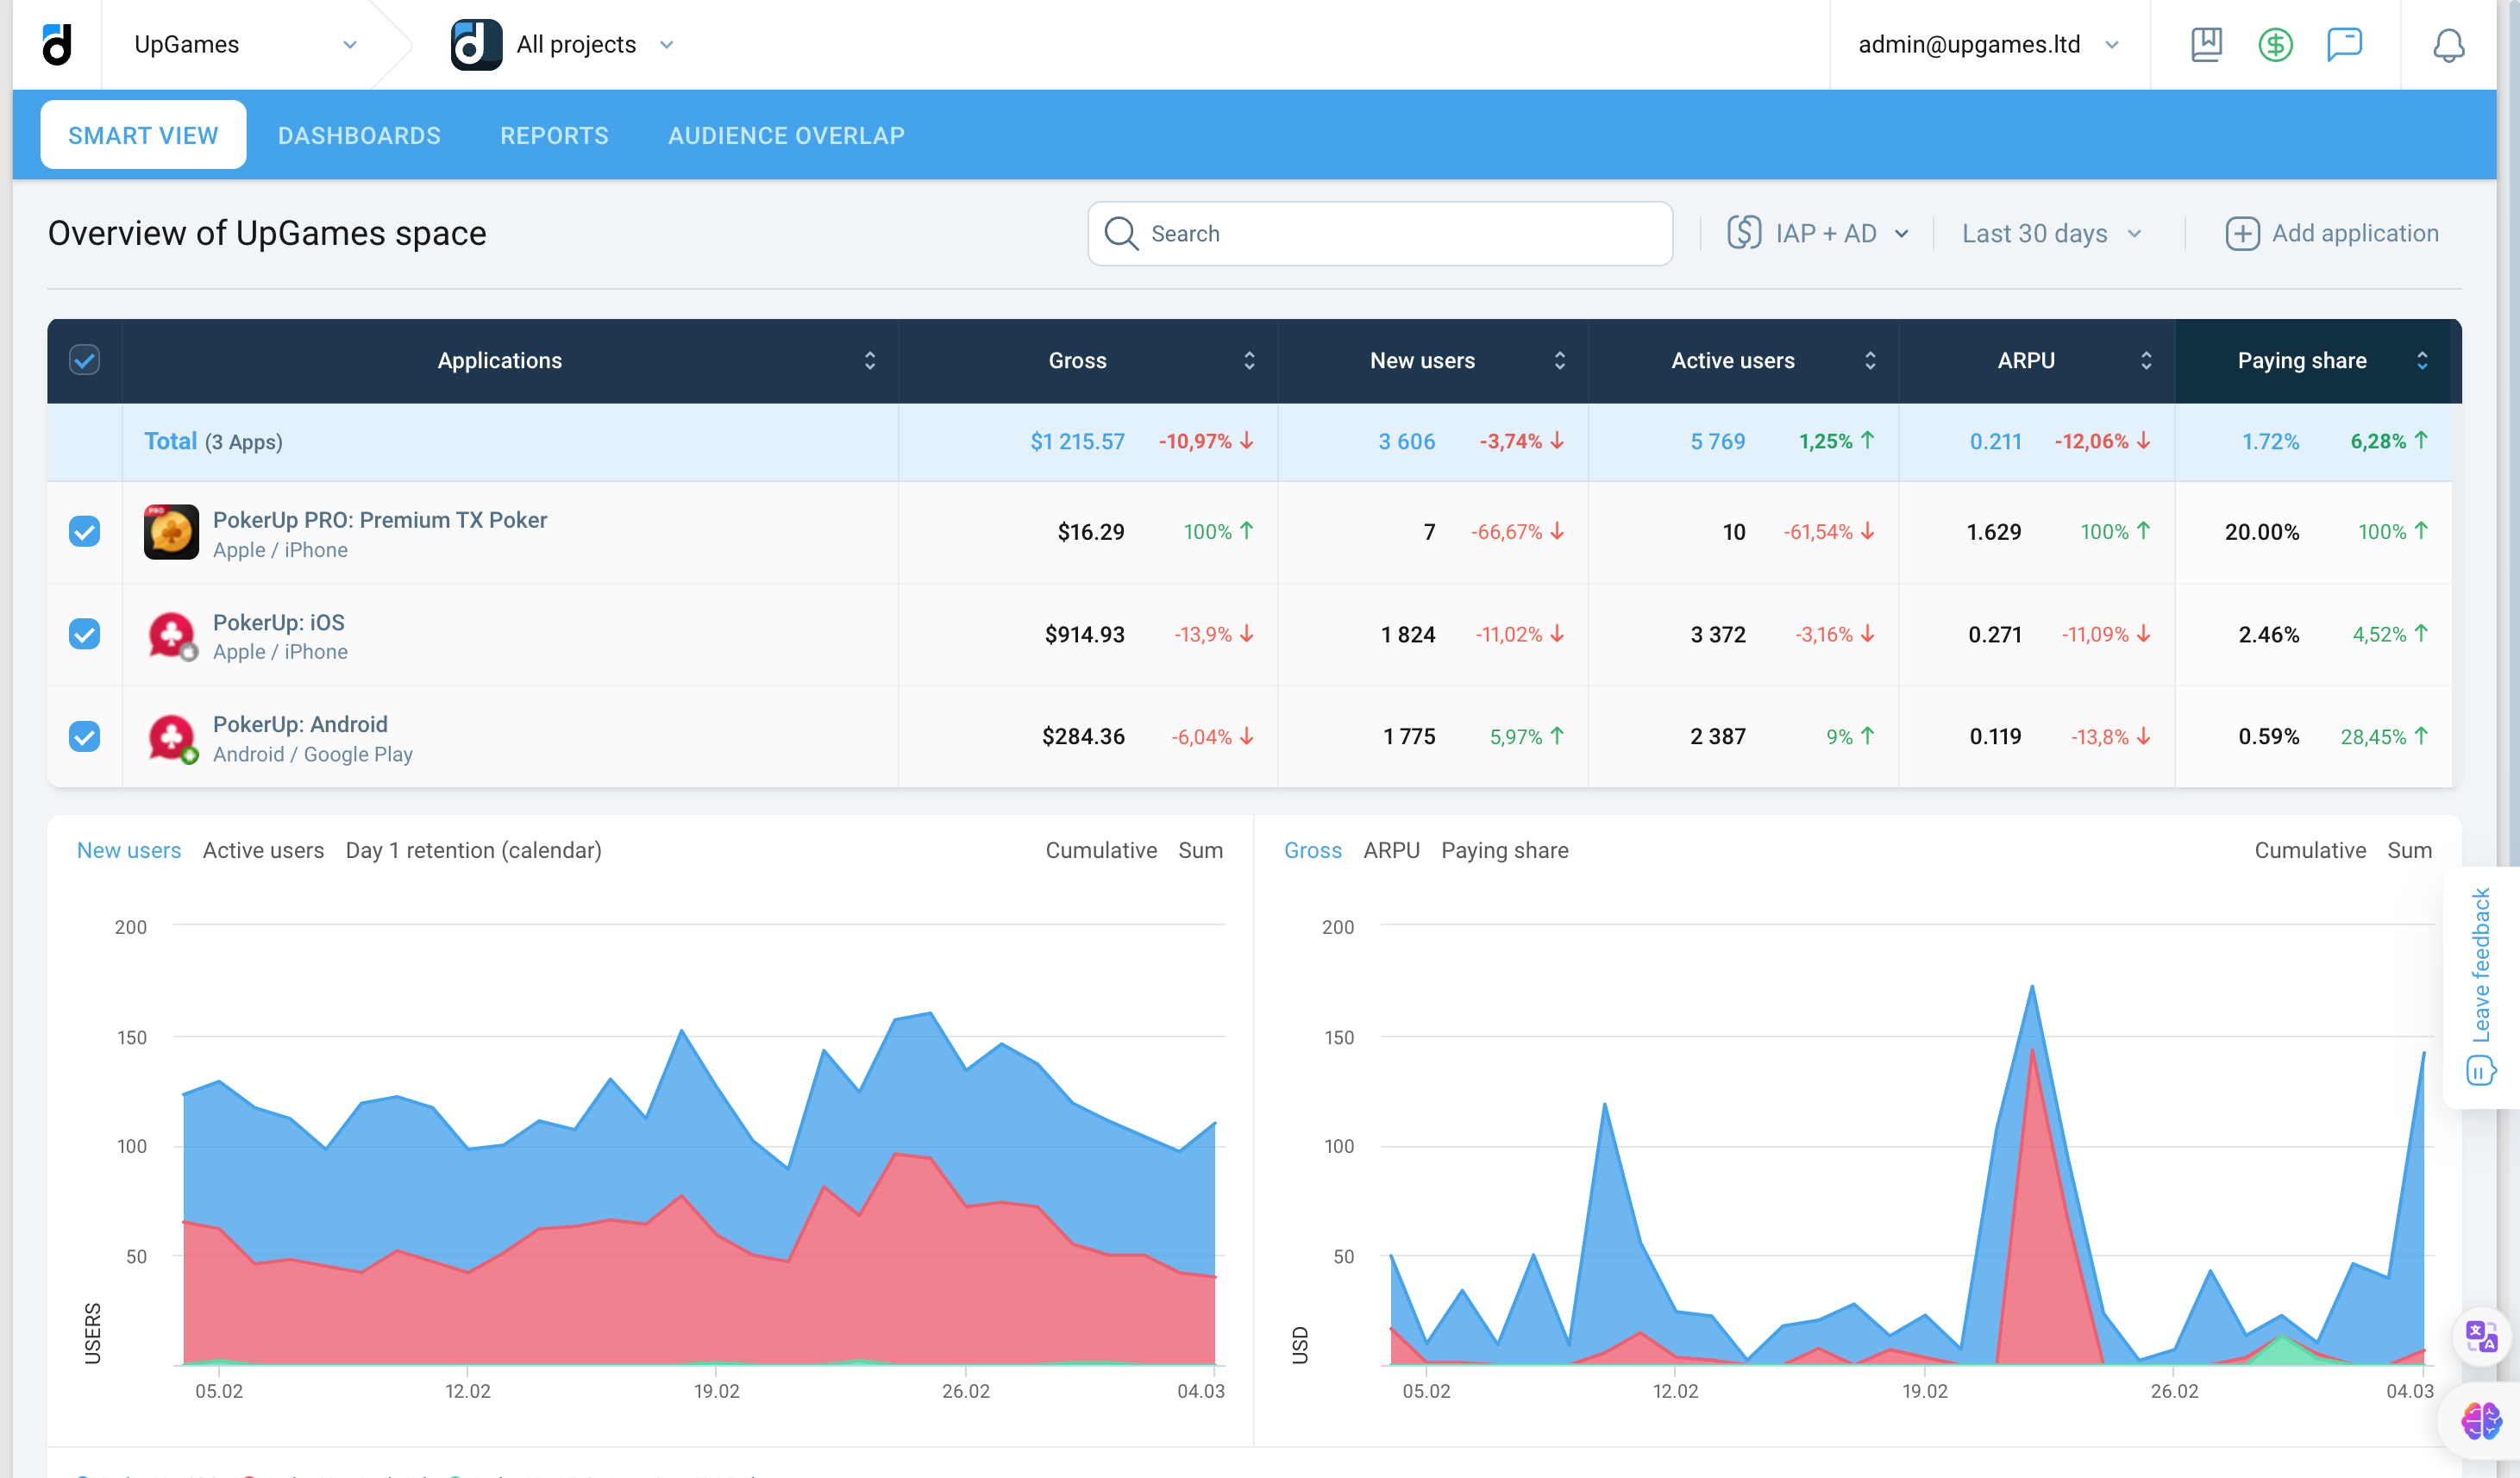 UpGames
All projects
admin@upgames.ltd
SMART VIEW
DASHBOARDS
REPORTS
AUDIENCE OVERLAP
Overview of UpGames space
Search
IAP + AD
Last 30 days
Add application
Applications Gross New users Active users ARPU Paying share
Total (3 Apps) $1 215.57 -10,97% 3 606 -3,74% 5 769 1,25% 0.211 -12,06% 1.72% 6,28%
PRO
PokerUp PRO: Premium TX Poker
Apple / iPhone
$16.29 100% 7 -66,67% 10 -61,54% 1.629 100% 20.00% 100%
PokerUp: iOS
Apple / iPhone
$914.93 -13,9% 1 824 -11,02% 3 372 -3,16% 0.271 -11,09% 2.46% 4,52%
PokerUp: Android
Android / Google Play
$284.36 -6,04% 1 775 5,97% 2 387 9% 0.119 -13,8% 0.59% 28,45%
New users Active users Day 1 retention (calendar) Cumulative Sum
200
150
100
50
USERS
05.02 12.02 19.02 26.02 04.03
Gross ARPU Paying share Cumulative Sum
200
150
100
50
USD
05.02 12.02 19.02 26.02 04.03
Leave feedback